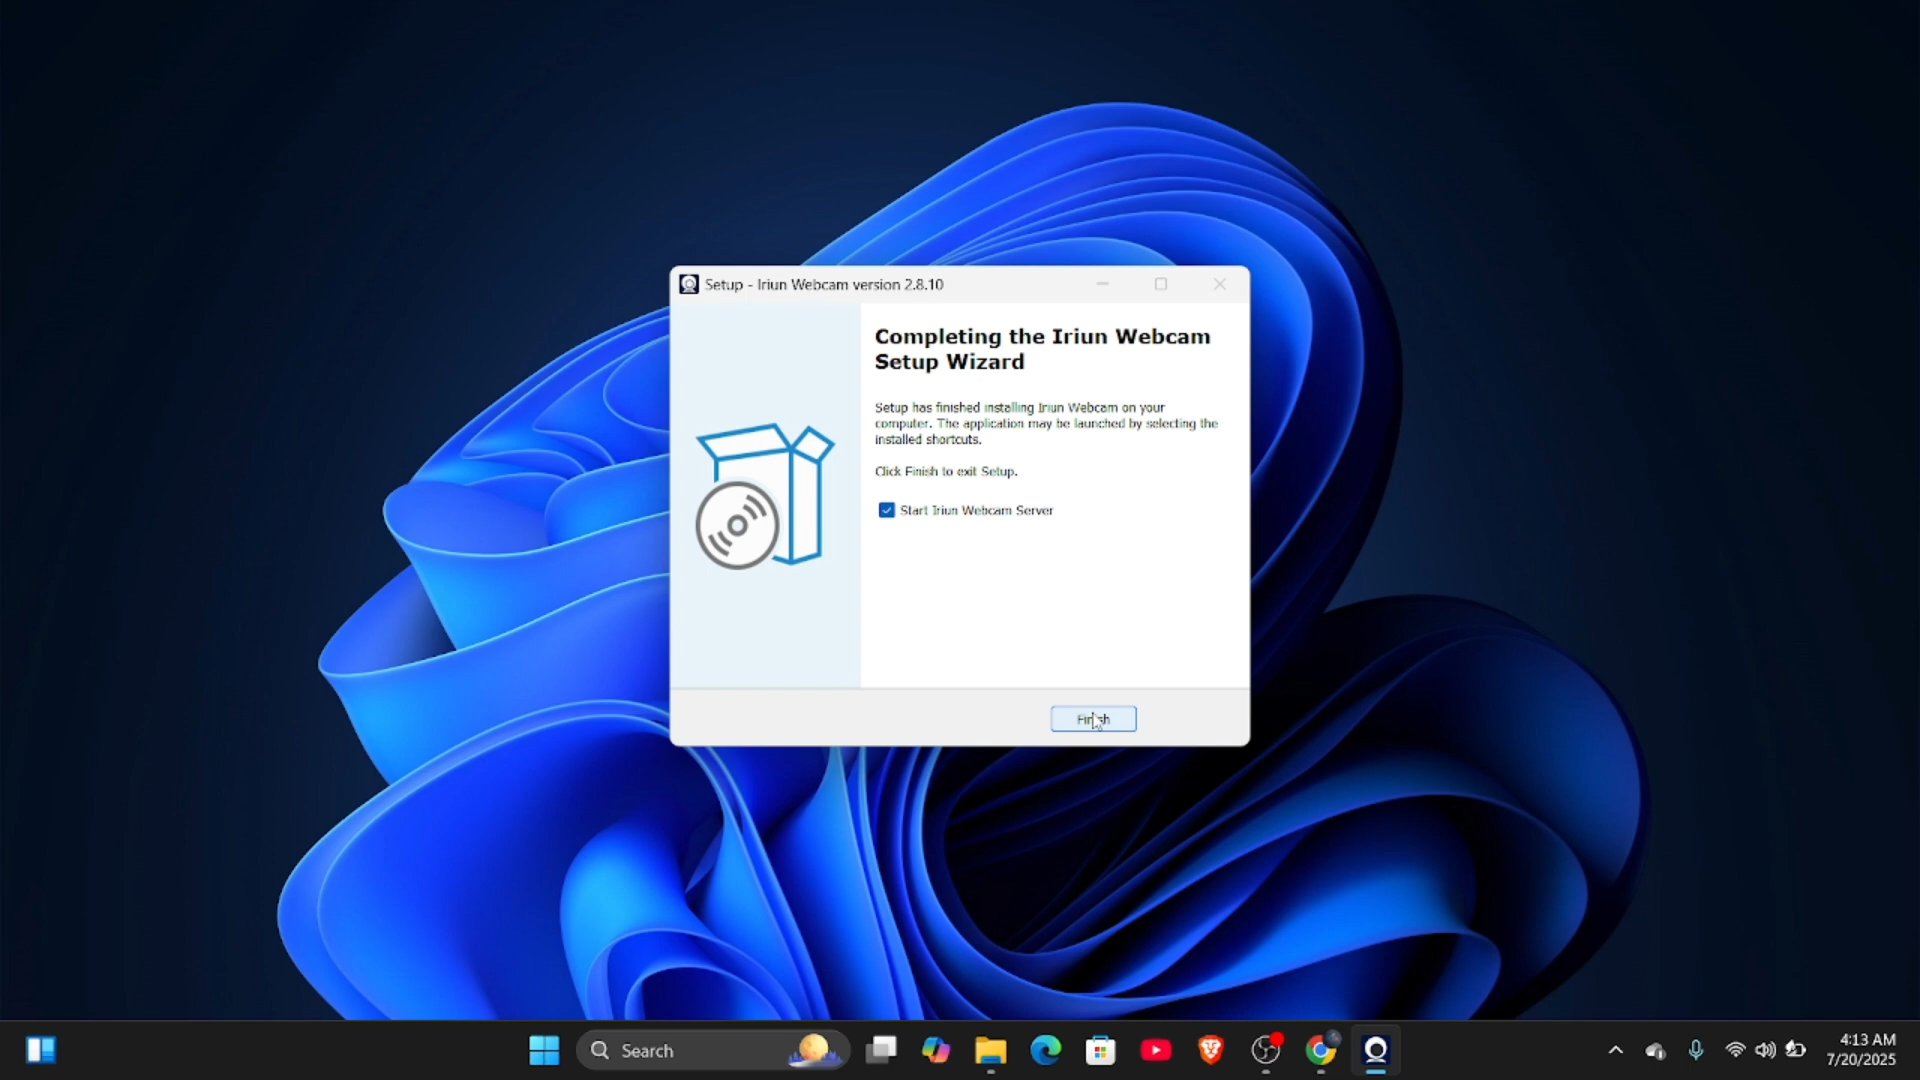 Setup - Iriun Webcam version 2.8.10
Completing the Iriun Webcam
Setup Wizard
Setup has finished installing Iriun Webcam on your
computer. The application may be launched by selecting the
installed shortcuts.
Click Finish to exit Setup.
Start Iriun Webcam Server
Finish
Search
4:13 AM
7/20/2025